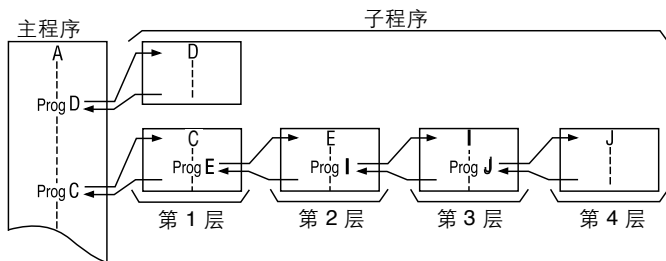 主程序
子程序
A
D
Prog D
C
E
I
J
Prog E
Prog I
Prog J
Prog C
第 1 层
第 2 层
第 3 层
第 4 层